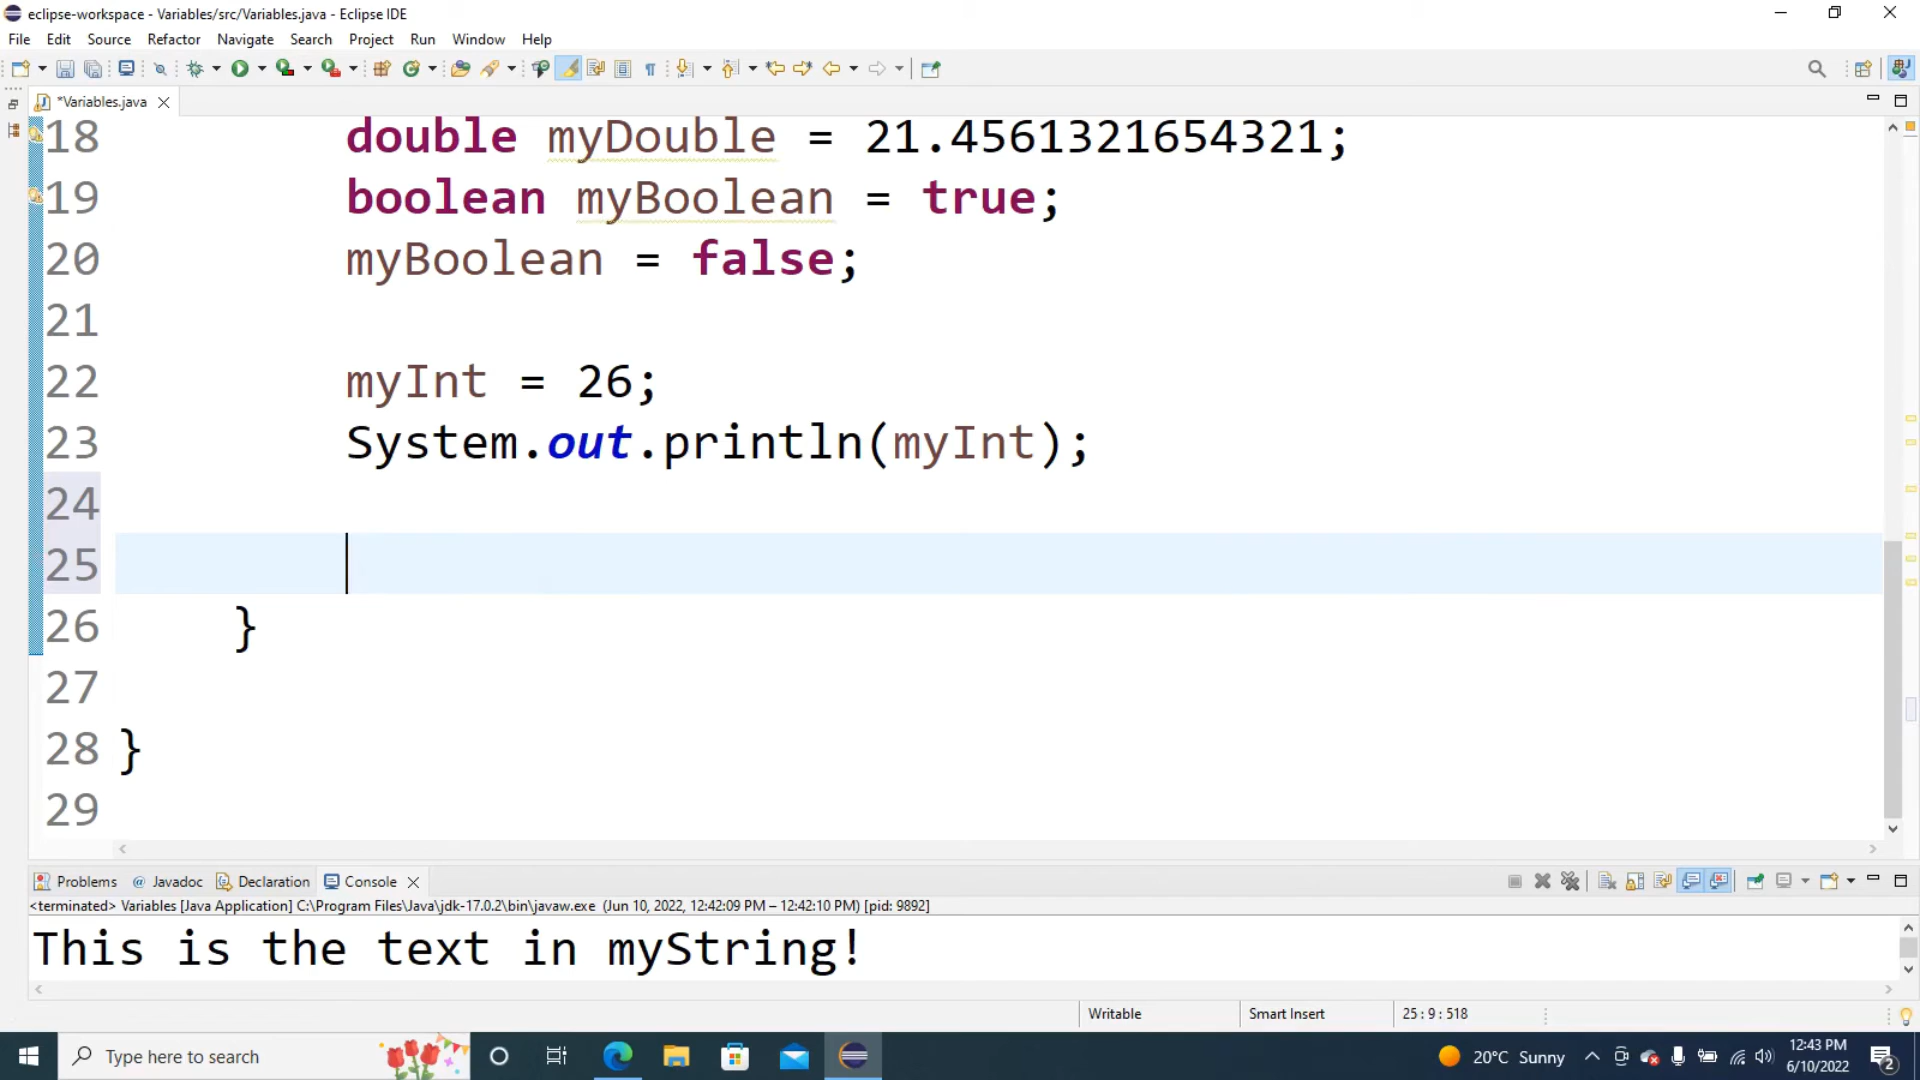 eclipse-workspace - Variables/src/Variables.java - Eclipse IDE
File Edit Source Refactor Navigate Search Project Run Window Help
*Variables.java
18 double myDouble = 21.4561321654321;
19 boolean myBoolean = true;
20 myBoolean = false;
21
22 myInt = 26;
23 System.out.println(myInt);
24
25
26 }
27
28 }
29
Problems Javadoc Declaration Console
<terminated> Variables [Java Application] C:\Program Files\Java\jdk-17.0.2\bin\javaw.exe (Jun 10, 2022, 12:42:09 PM – 12:42:10 PM) [pid: 9892]
This is the text in myString!
Writable Smart Insert 25 : 9 : 518
Type here to search 20°C Sunny 12:43 PM
6/10/2022 2